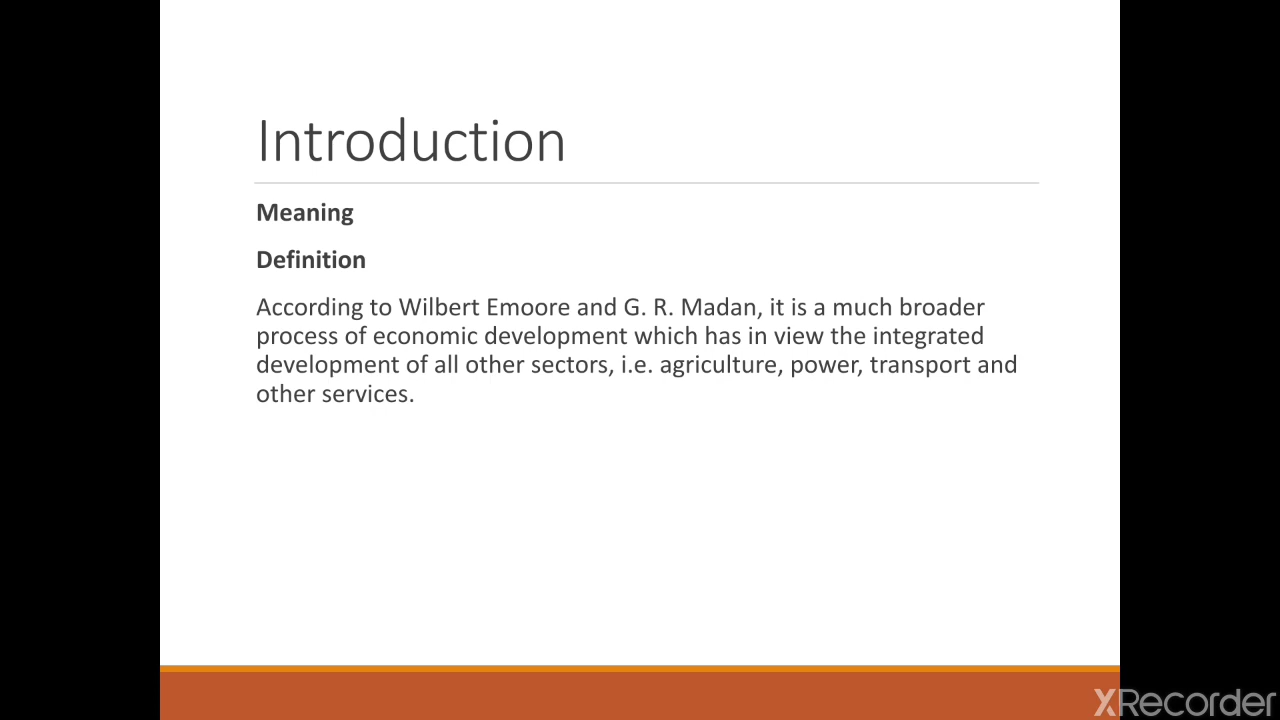 Introduction
Meaning
Definition
According to Wilbert Emoore and G. R. Madan, it is a much broader
process of economic development which has in view the integrated
development of all other sectors, i.e. agriculture, power, transport and
other services.
XRecorder